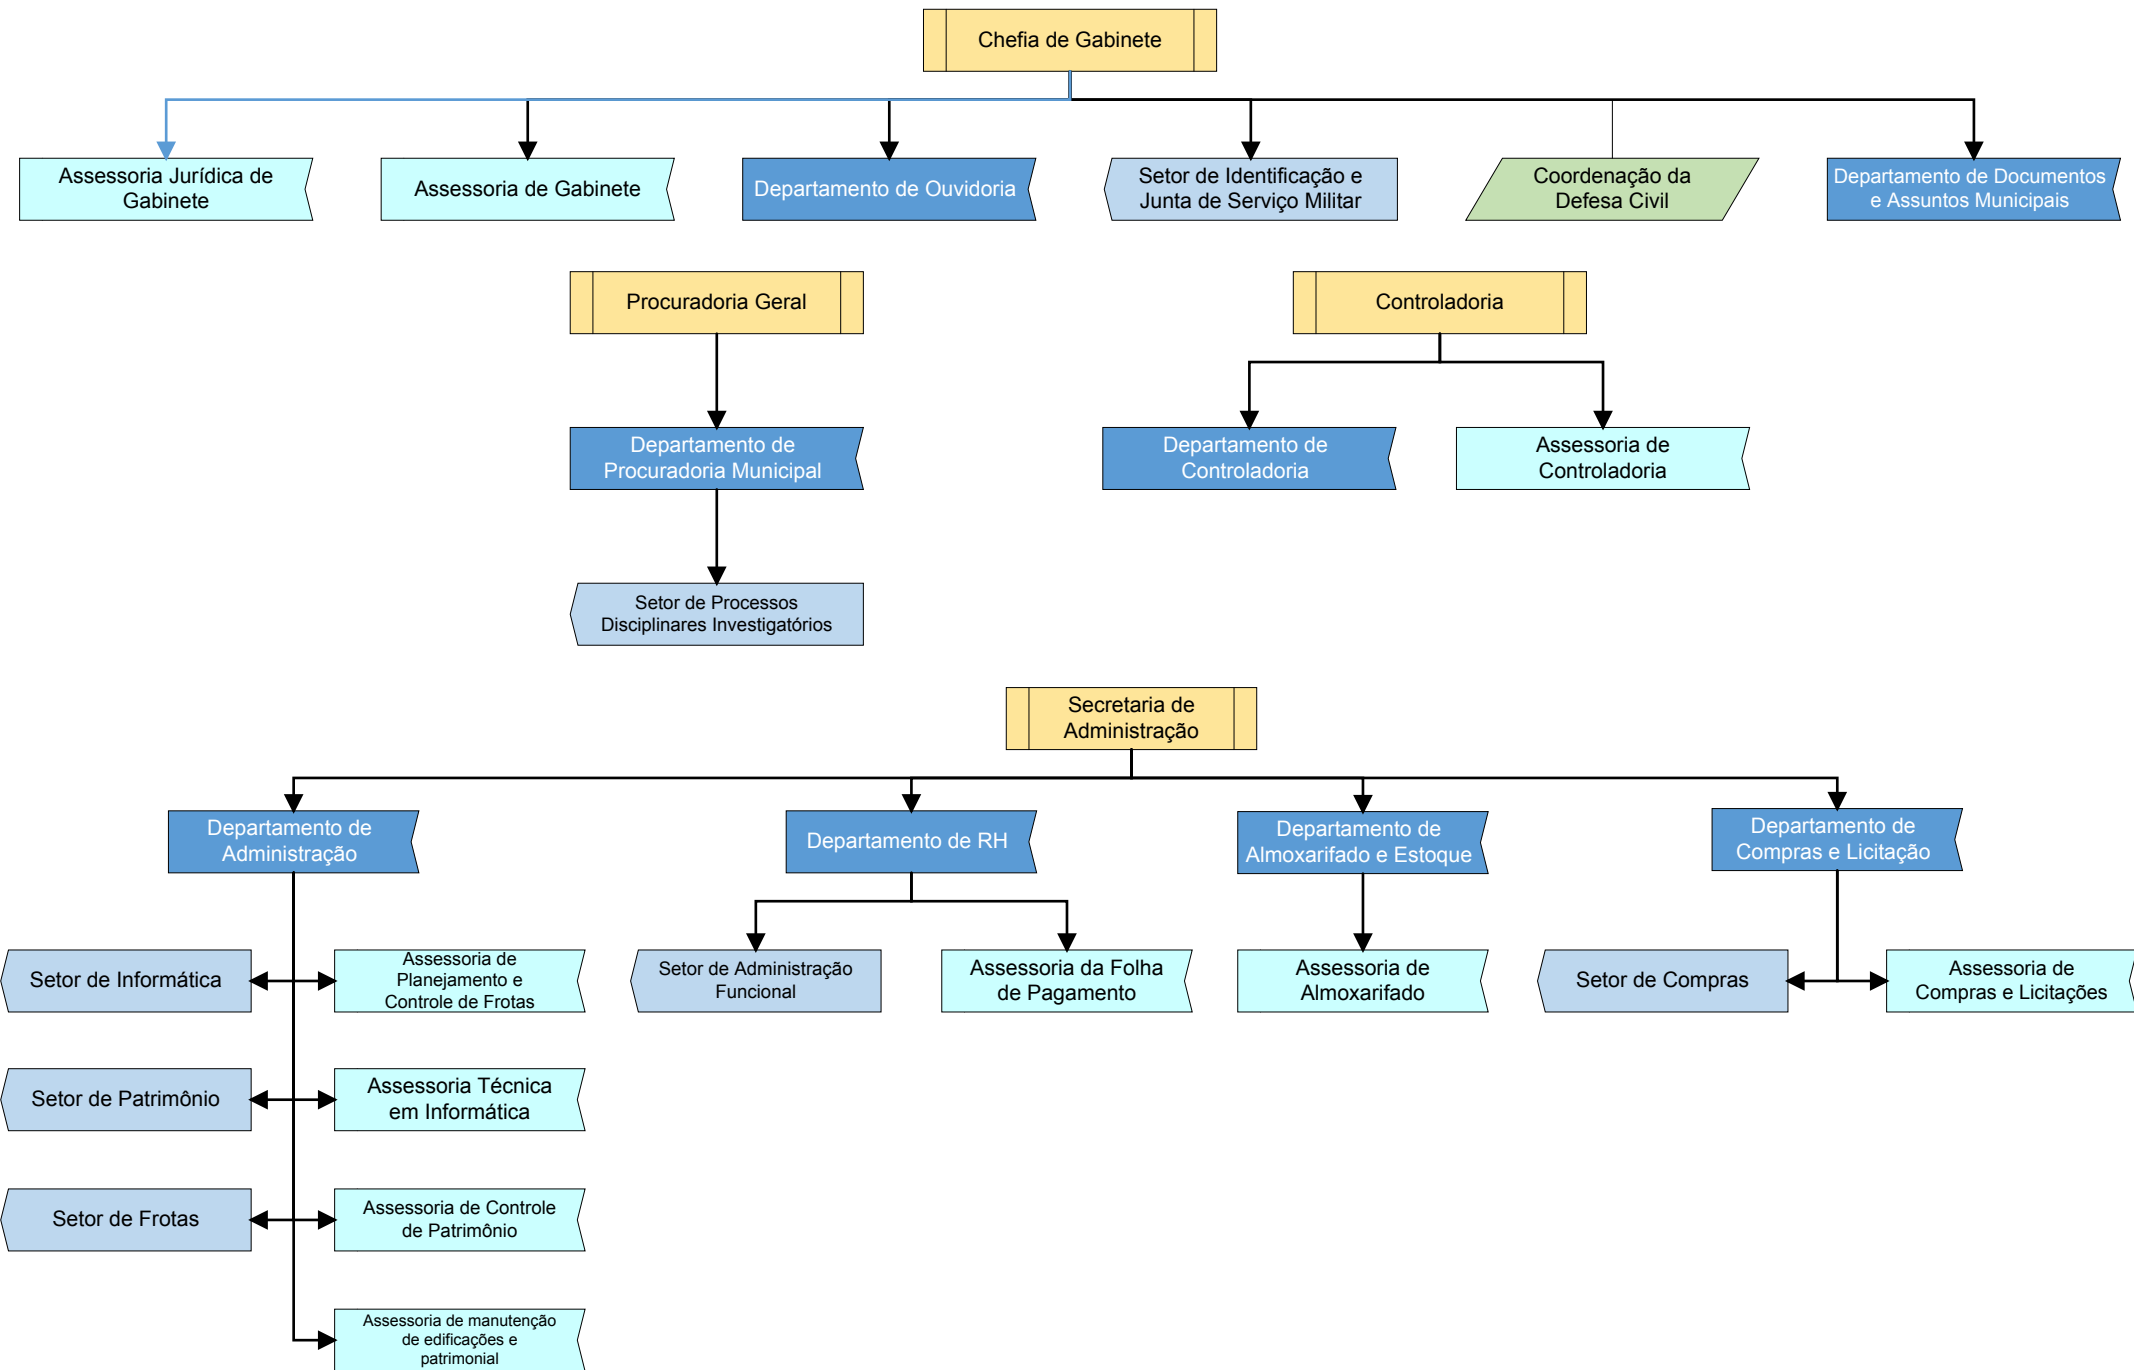 Chefia de Gabinete
Assessoria Jurídica de
Gabinete
Assessoria de Gabinete
Departamento de Ouvidoria
Setor de Identificação e
Junta de Serviço Militar
Coordenação da
Defesa Civil
Departamento de Documentos
e Assuntos Municipais
Procuradoria Geral
Controladoria
Departamento de
Procuradoria Municipal
Departamento de
Controladoria
Assessoria de
Controladoria
Setor de Processos
Disciplinares Investigatórios
Secretaria de
Administração
Departamento de
Administração
Departamento de RH
Departamento de
Almoxarifado e Estoque
Departamento de
Compras e Licitação
Setor de Informática
Assessoria de
Planejamento e
Controle de Frotas
Setor de Administração
Funcional
Assessoria da Folha
de Pagamento
Assessoria de
Almoxarifado
Setor de Compras
Assessoria de
Compras e Licitações
Setor de Patrimônio
Assessoria Técnica
em Informática
Setor de Frotas
Assessoria de Controle
de Patrimônio
Assessoria de manutenção
de edificações e
patrimonial